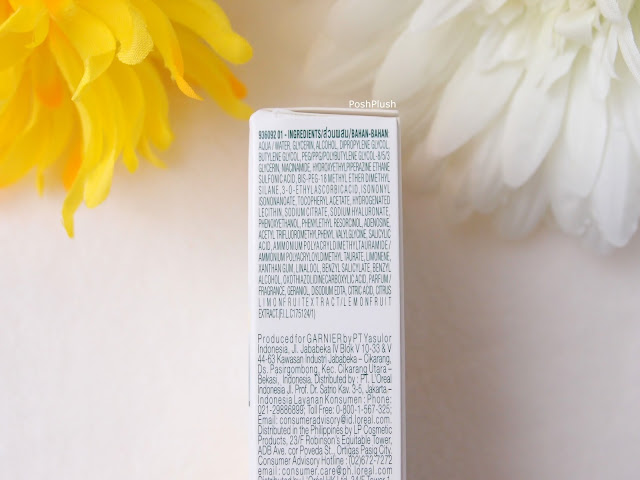 PoshPlush
936092 01 - INGREDIENTS/ส่วนผสม/BAHAN-BAHAN
AQUA / WATER, GLYCERIN, ALCOHOL, DIPROPYLENE GLYCOL,
BUTYLENE GLYCOL, PEG/PPG/POLYBUTYLENE GLYCOL-8/5/3
GLYCERIN, NIACINAMIDE, HYDROXYETHYLPIPERAZINE ETHANE
SULFONIC ACID, BIS-PEG-18 METHYL ETHER DIMETHYL
SILANE, 3-O-ETHYL ASCORBIC ACID, ISONONYL
ISONONANOATE, TOCOPHERYL ACETATE, HYDROGENATED
LECITHIN, SODIUM CITRATE, SODIUM HYALURONATE,
PHENOXYETHANOL, PHENYLETHYL RESORCINOL, ADENOSINE,
ACETYL TRIFLUOROMETHYLPHENYL VALYLGLYCINE, SALICYLIC
ACID, AMMONIUM POLYACRYLDIMETHYLTAURAMIDE /
AMMONIUM POLYACRYLOYLDIMETHYL TAURATE, LIMONENE,
XANTHAN GUM, LINALOOL, BENZYL SALICYLATE, BENZYL
ALCOHOL, OXOTHIAZOLIDINECARBOXYLIC ACID, PARFUM /
FRAGRANCE, GERANIOL, DISODIUM EDTA, CITRIC ACID, CITRUS
LIMON FRUIT EXTRACT / LEMON FRUIT
EXTRACT (F.I.L C175124/1)
Produced for GARNIER by PT Yasulor
Indonesia, Jl. Jababeka IV Blok V 10-33 & V
44-63 Kawasan Industri Jababeka – Cikarang,
Ds. Pasirgombong, Kec. Cikarang Utara -
Bekasi, Indonesia, Distributed by : PT. L'Oreal
Indonesia Jl. Prof. Dr. Satrio Kav. 3-5, Jakarta –
Indonesia Layanan Konsumen : Phone:
021-29886899; Toll Free: 0-800-1-567-325;
Email: consumeradvisory@id.loreal.com.
Distributed in the Philippines by LP Cosmetic
Products, 23/F Robinson's Equitable Tower,
ADB Ave. cor Poveda St., Ortigas Pasig City,
Consumer Advisory Hotline : (02)672-7272
email : consumer.care@ph.loreal.com